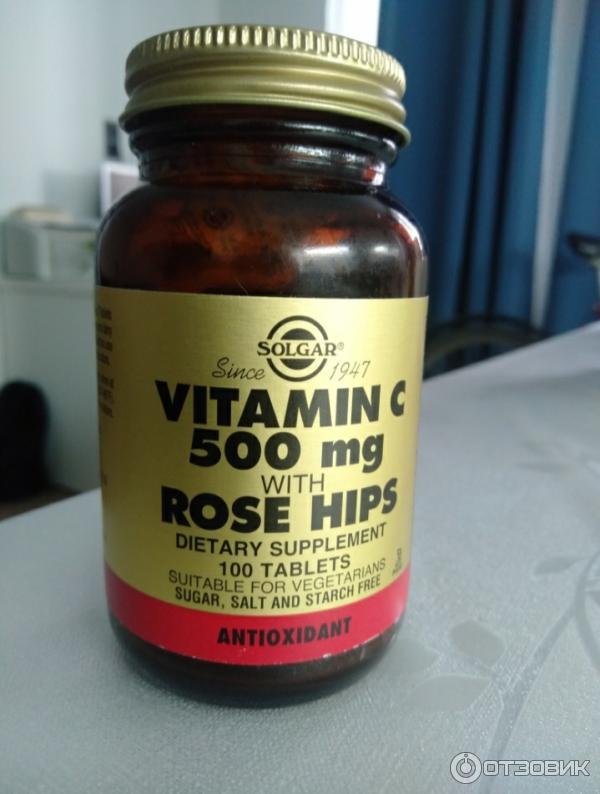 SOLGAR®
Since 1947
VITAMIN C
500 mg
WITH
ROSE HIPS
DIETARY SUPPLEMENT
100 TABLETS
SUITABLE FOR VEGETARIANS
SUGAR, SALT AND STARCH FREE
ANTIOXIDANT
ОТЗОВИК